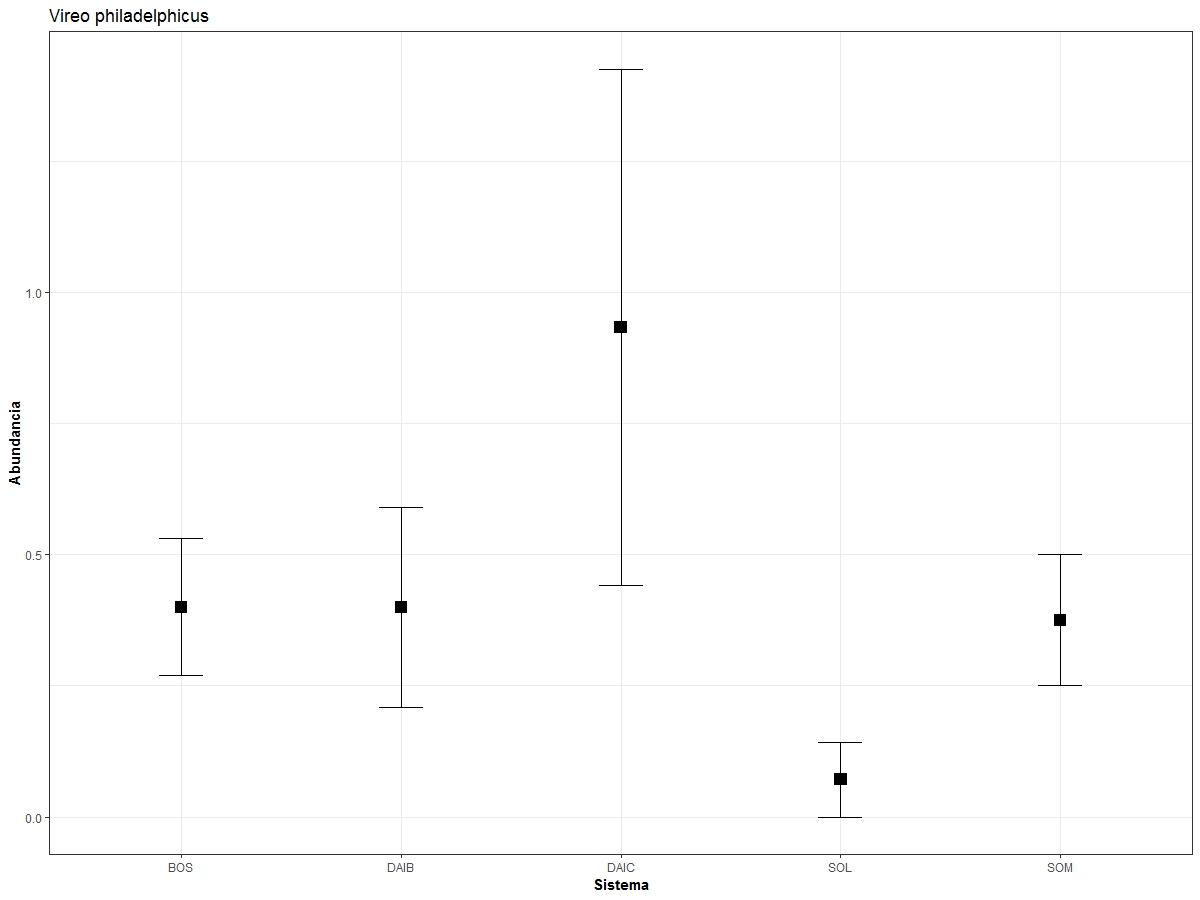 Vireo philadelphicus
1.0
Abundancia
0.5
0.0
BOS DAIB DAIC SOL SOM
Sistema